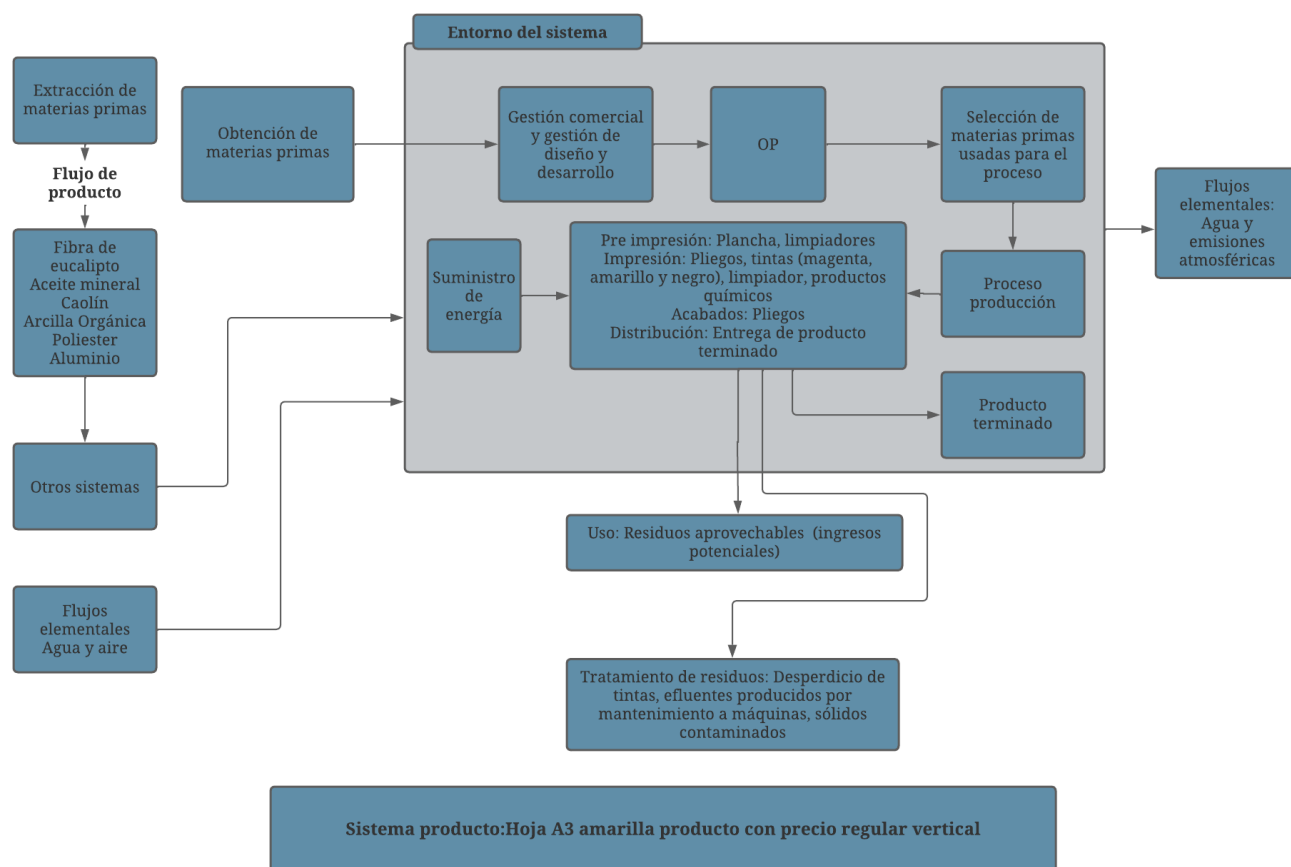 Entorno del sistema
Extracción de
materias primas
Flujo de
producto
Fibra de
eucalipto
Aceite mineral
Caolín
Arcilla Orgánica
Poliester
Aluminio
Otros sistemas
Flujos
elementales
Agua y aire
Obtención de
materias primas
Gestión comercial
y gestión de
diseño y
desarrollo
OP
Selección de
materias primas
usadas para el
proceso
Suministro
de
energía
Pre impresión: Plancha, limpiadores
Impresión: Pliegos, tintas (magenta,
amarillo y negro), limpiador, productos
químicos
Acabados: Pliegos
Distribución: Entrega de producto
terminado
Proceso
producción
Producto
terminado
Flujos
elementales:
Agua y
emisiones
atmosféricas
Uso: Residuos aprovechables (ingresos
potenciales)
Tratamiento de residuos: Desperdicio de
tintas, efluentes producidos por
mantenimiento a máquinas, sólidos
contaminados
Sistema producto:Hoja A3 amarilla producto con precio regular vertical